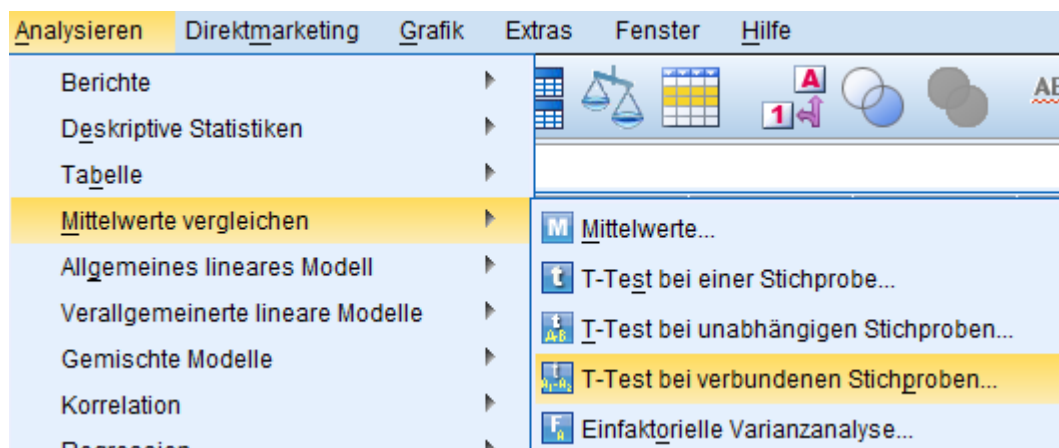 Analysieren Direktmarketing Grafik Extras Fenster Hilfe
Berichte
Deskriptive Statistiken
Tabelle
Mittelwerte vergleichen
Allgemeines lineares Modell
Verallgemeinerte lineare Modelle
Gemischte Modelle
Korrelation
A
1
M Mittelwerte...
t T-Test bei einer Stichprobe...
T-Test bei unabhängigen Stichproben...
T-Test bei verbundenen Stichproben...
Einfaktorielle Varianzanalyse...